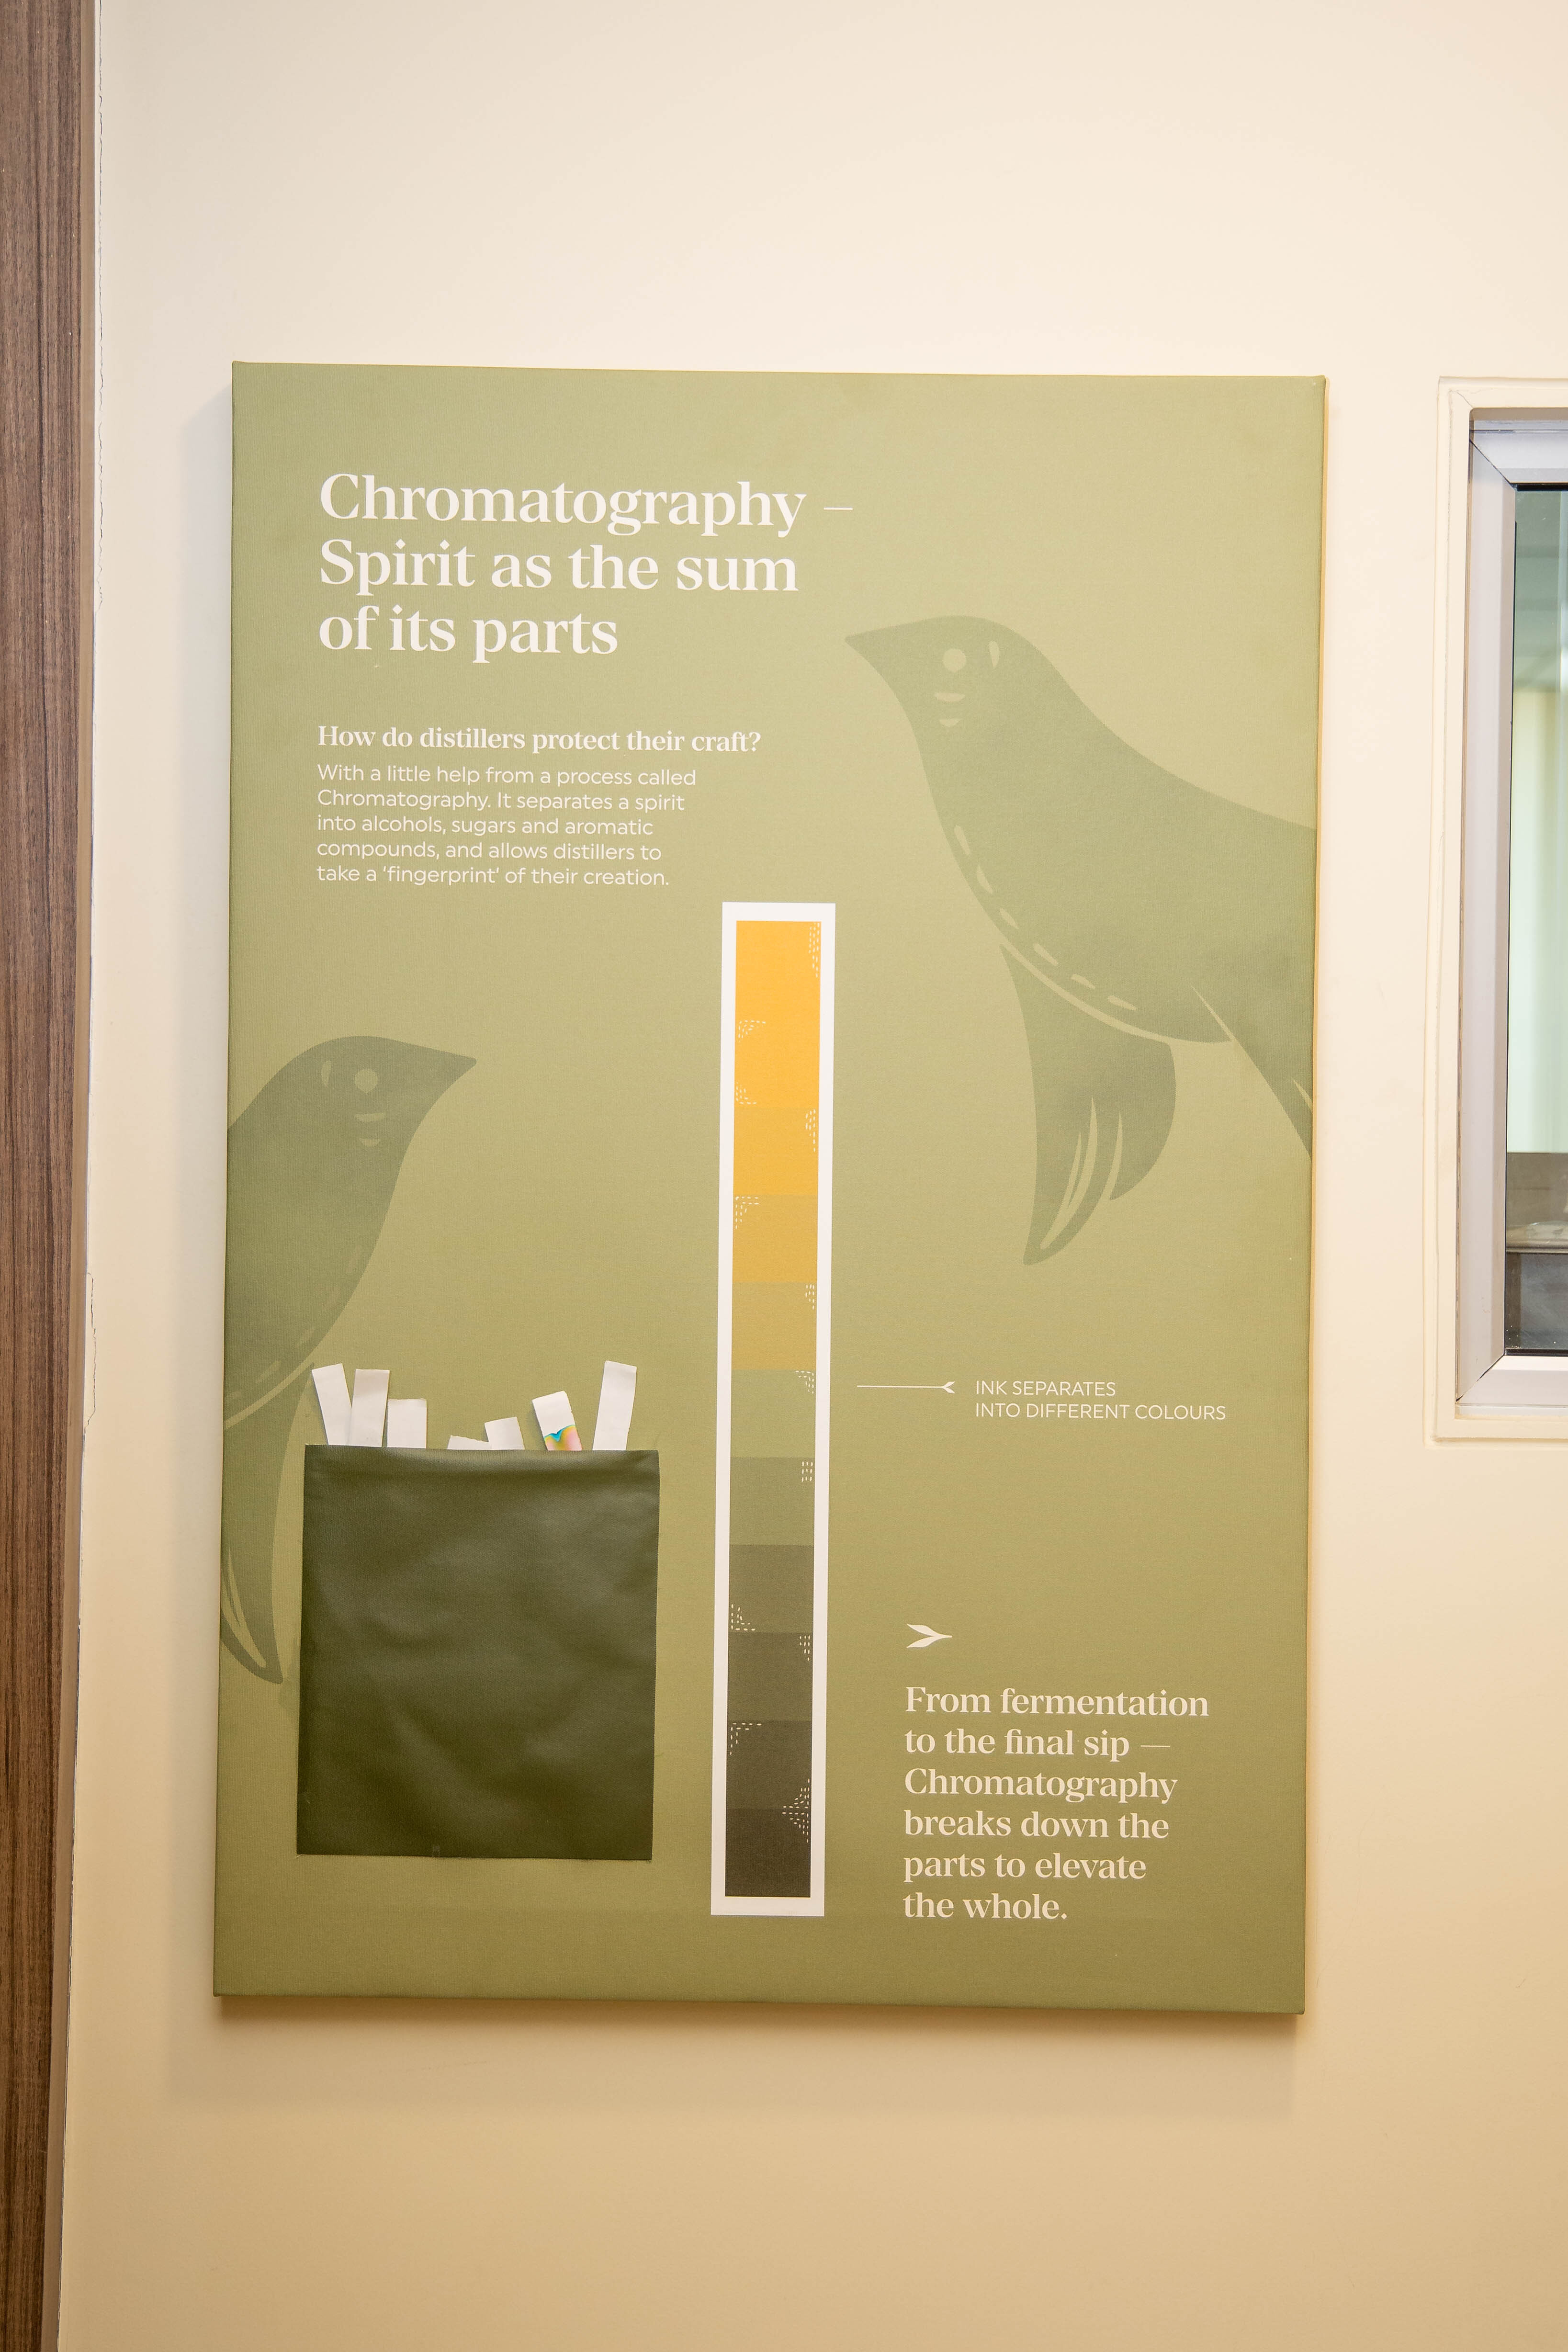 Chromatography –
Spirit as the sum
of its parts
How do distillers protect their craft?
With a little help from a process called
Chromatography. It separates a spirit
into alcohols, sugars and aromatic
compounds, and allows distillers to
take a 'fingerprint' of their creation.
INK SEPARATES
INTO DIFFERENT COLOURS
From fermentation
to the final sip —
Chromatography
breaks down the
parts to elevate
the whole.